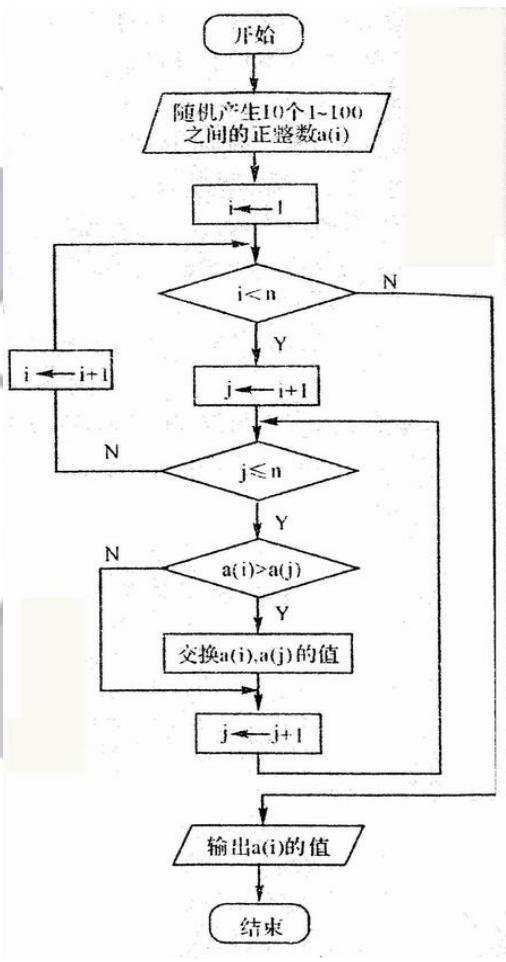 开始
随机产生10个1~100
之间的正整数a(i)
i←1
i<n
N
Y
i←i+1
j←i+1
N
j≤n
Y
N
a(i)>a(j)
Y
交换a(i),a(j)的值
j←j+1
输出a(i)的值
结束